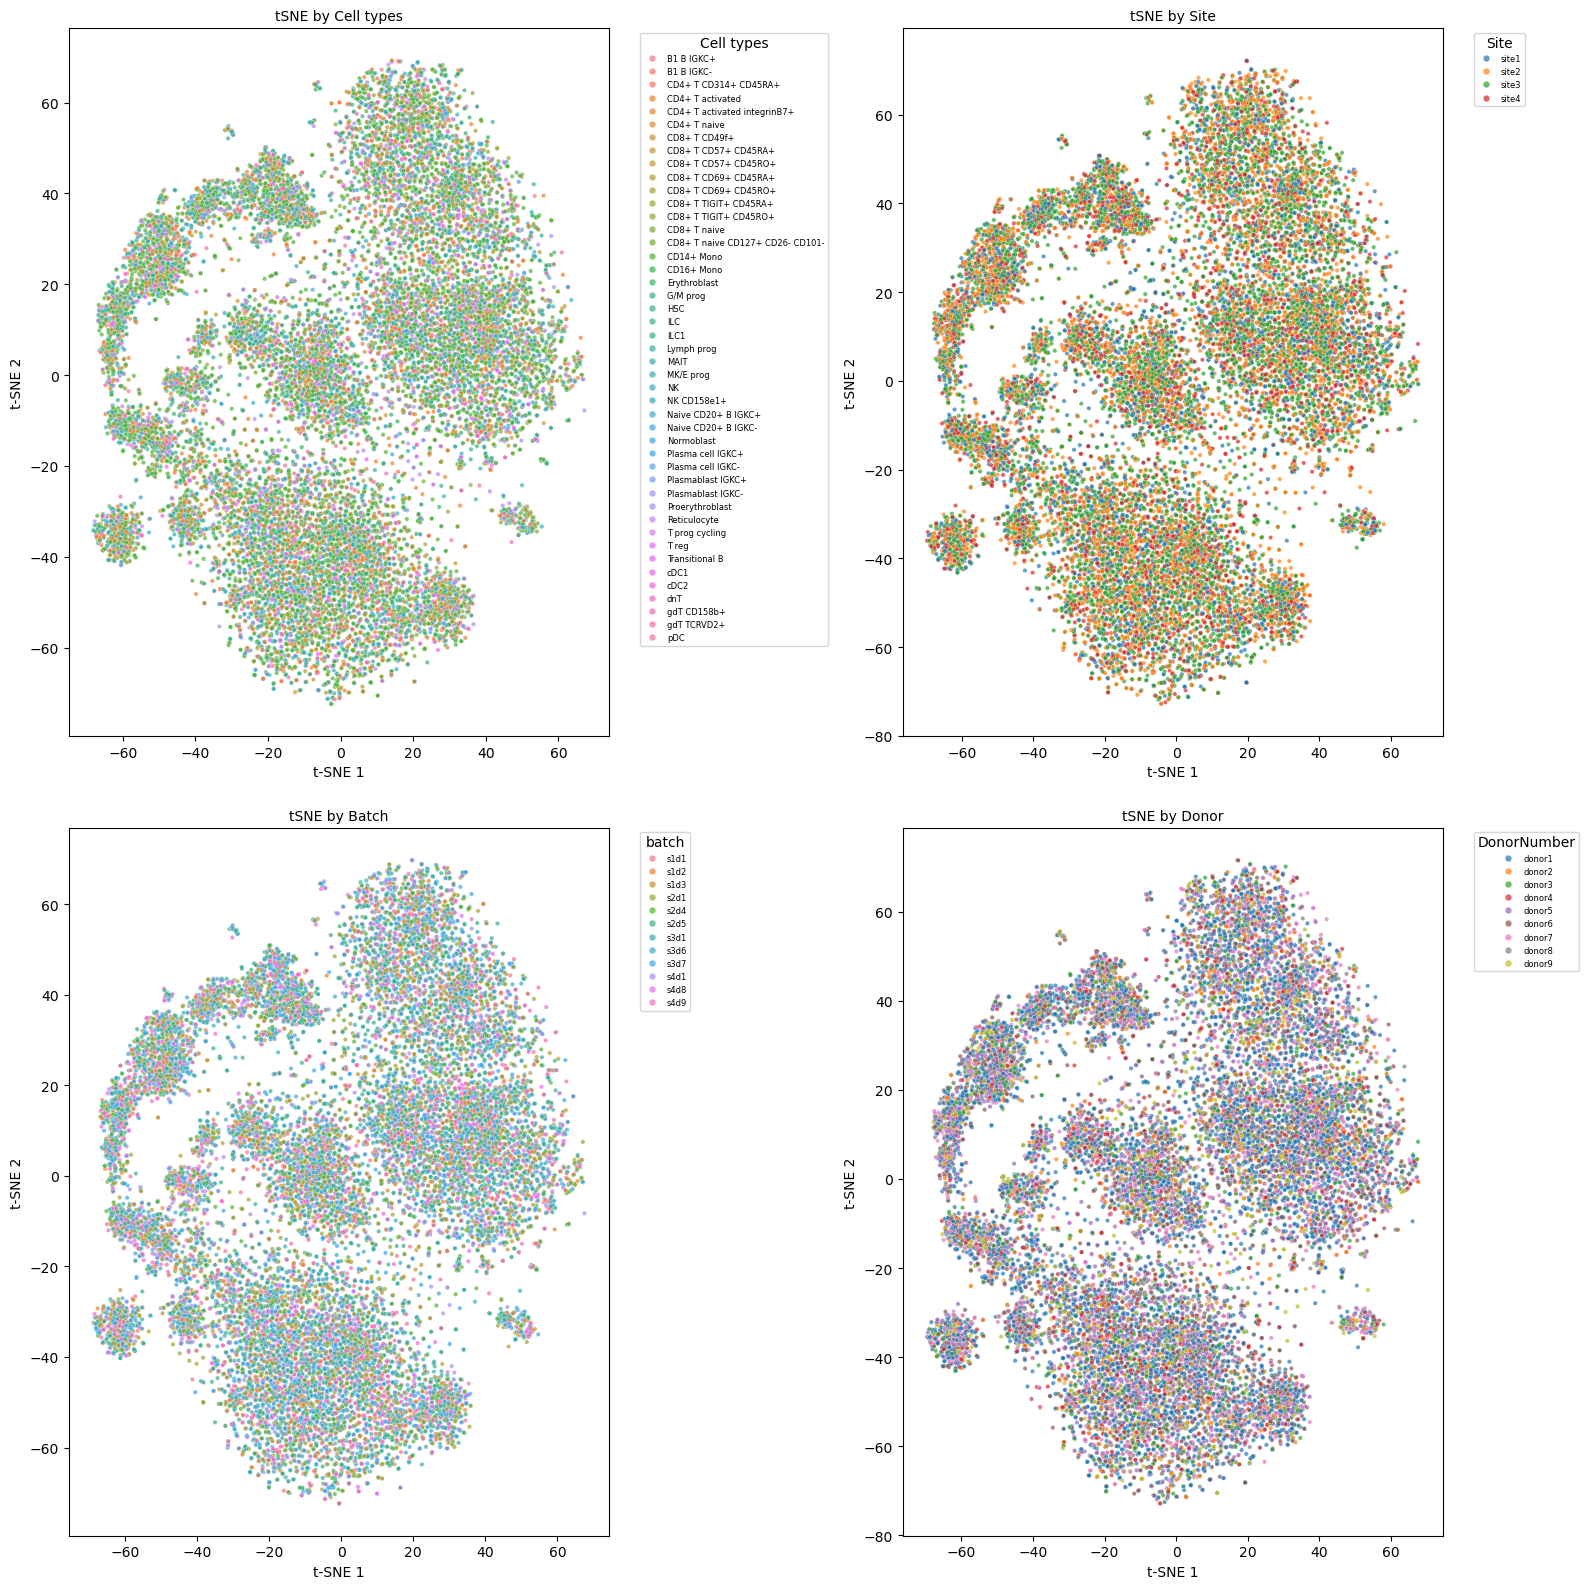 tSNE by Cell types
t-SNE 2
60
40
20
0
−20
−40
−60
−60
−40
−20
0
20
40
60
t-SNE 1
Cell types
B1 B IGKC+
B1 B IGKC-
CD4+ T CD314+ CD45RA+
CD4+ T activated
CD4+ T activated integrinB7+
CD4+ T naive
CD8+ T CD49f+
CD8+ T CD57+ CD45RA+
CD8+ T CD57+ CD45RO+
CD8+ T CD69+ CD45RA+
CD8+ T CD69+ CD45RO+
CD8+ T TIGIT+ CD45RA+
CD8+ T TIGIT+ CD45RO+
CD8+ T naive
CD8+ T naive CD127+ CD26- CD101-
CD14+ Mono
CD16+ Mono
Erythroblast
G/M prog
HSC
ILC
ILC1
Lymph prog
MAIT
MK/E prog
NK
NK CD158e1+
Naive CD20+ B IGKC+
Naive CD20+ B IGKC-
Normoblast
Plasma cell IGKC+
Plasma cell IGKC-
Plasmablast IGKC+
Plasmablast IGKC-
Proerythroblast
Reticulocyte
T prog cycling
T reg
Transitional B
cDC1
cDC2
dnT
gdT CD158b+
gdT TCRVD2+
pDC
tSNE by Site
t-SNE 2
60
40
20
0
−20
−40
−60
−80
−60
−40
−20
0
20
40
60
t-SNE 1
Site
site1
site2
site3
site4
tSNE by Batch
t-SNE 2
60
40
20
0
−20
−40
−60
−60
−40
−20
0
20
40
60
t-SNE 1
batch
s1d1
s1d2
s1d3
s2d1
s2d4
s2d5
s3d1
s3d6
s3d7
s4d1
s4d8
s4d9
tSNE by Donor
t-SNE 2
60
40
20
0
−20
−40
−60
−80
−60
−40
−20
0
20
40
60
t-SNE 1
DonorNumber
donor1
donor2
donor3
donor4
donor5
donor6
donor7
donor8
donor9